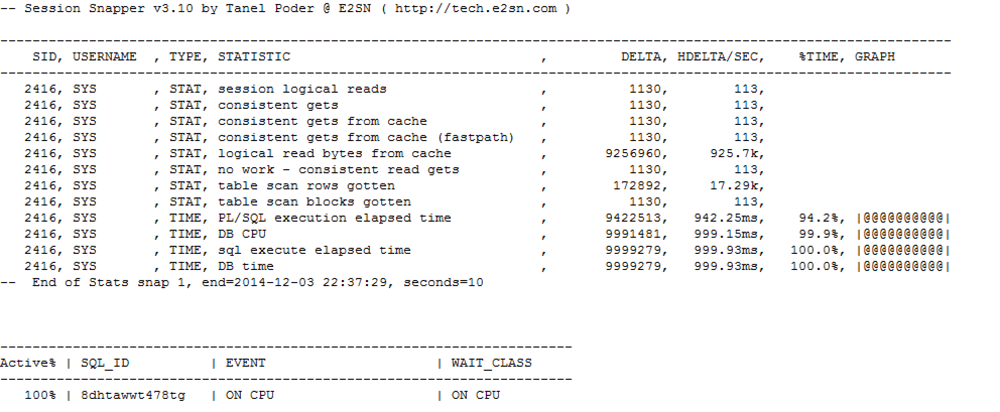 -- Session Snapper v3.10 by Tanel Poder @ E2SN ( http://tech.e2sn.com )
----------------------------------------------------------------------------------------------------------------------
    SID, USERNAME  , TYPE, STATISTIC                               ,         DELTA, HDELTA/SEC,    %TIME, GRAPH
----------------------------------------------------------------------------------------------------------------------
   2416, SYS       , STAT, session logical reads                   ,          1130,        113,
   2416, SYS       , STAT, consistent gets                         ,          1130,        113,
   2416, SYS       , STAT, consistent gets from cache              ,          1130,        113,
   2416, SYS       , STAT, consistent gets from cache (fastpath)   ,          1130,        113,
   2416, SYS       , STAT, logical read bytes from cache           ,       9256960,     925.7k,
   2416, SYS       , STAT, no work - consistent read gets          ,          1130,        113,
   2416, SYS       , STAT, table scan rows gotten                  ,        172892,     17.29k,
   2416, SYS       , STAT, table scan blocks gotten                ,          1130,        113,
   2416, SYS       , TIME, PL/SQL execution elapsed time           ,       9422513,   942.25ms,    94.2%, |@@@@@@@@@@|
   2416, SYS       , TIME, DB CPU                                  ,       9991481,   999.15ms,    99.9%, |@@@@@@@@@@|
   2416, SYS       , TIME, sql execute elapsed time                ,       9999279,   999.93ms,   100.0%, |@@@@@@@@@@|
   2416, SYS       , TIME, DB time                                 ,       9999279,   999.93ms,   100.0%, |@@@@@@@@@@|
--  End of Stats snap 1, end=2014-12-03 22:37:29, seconds=10
-----------------------------------------------------------------------
Active% | SQL_ID          | EVENT                     | WAIT_CLASS
-----------------------------------------------------------------------
   100% | 8dhtawwt478tg   | ON CPU                    | ON CPU